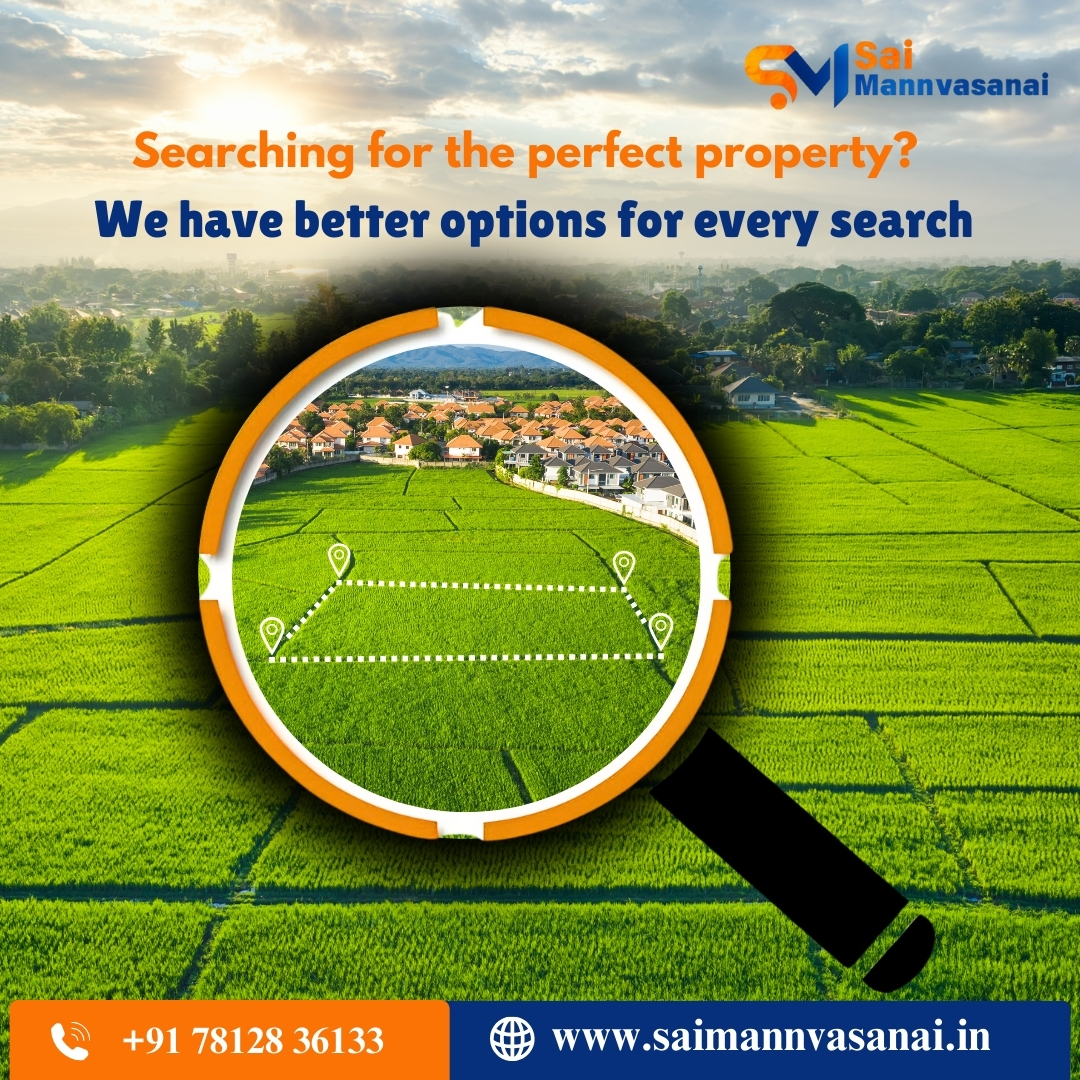 Sai
Mannvasanai
Searching for the perfect property?
We have better options for every search
+91 78128 36133
www.saimannvasanai.in